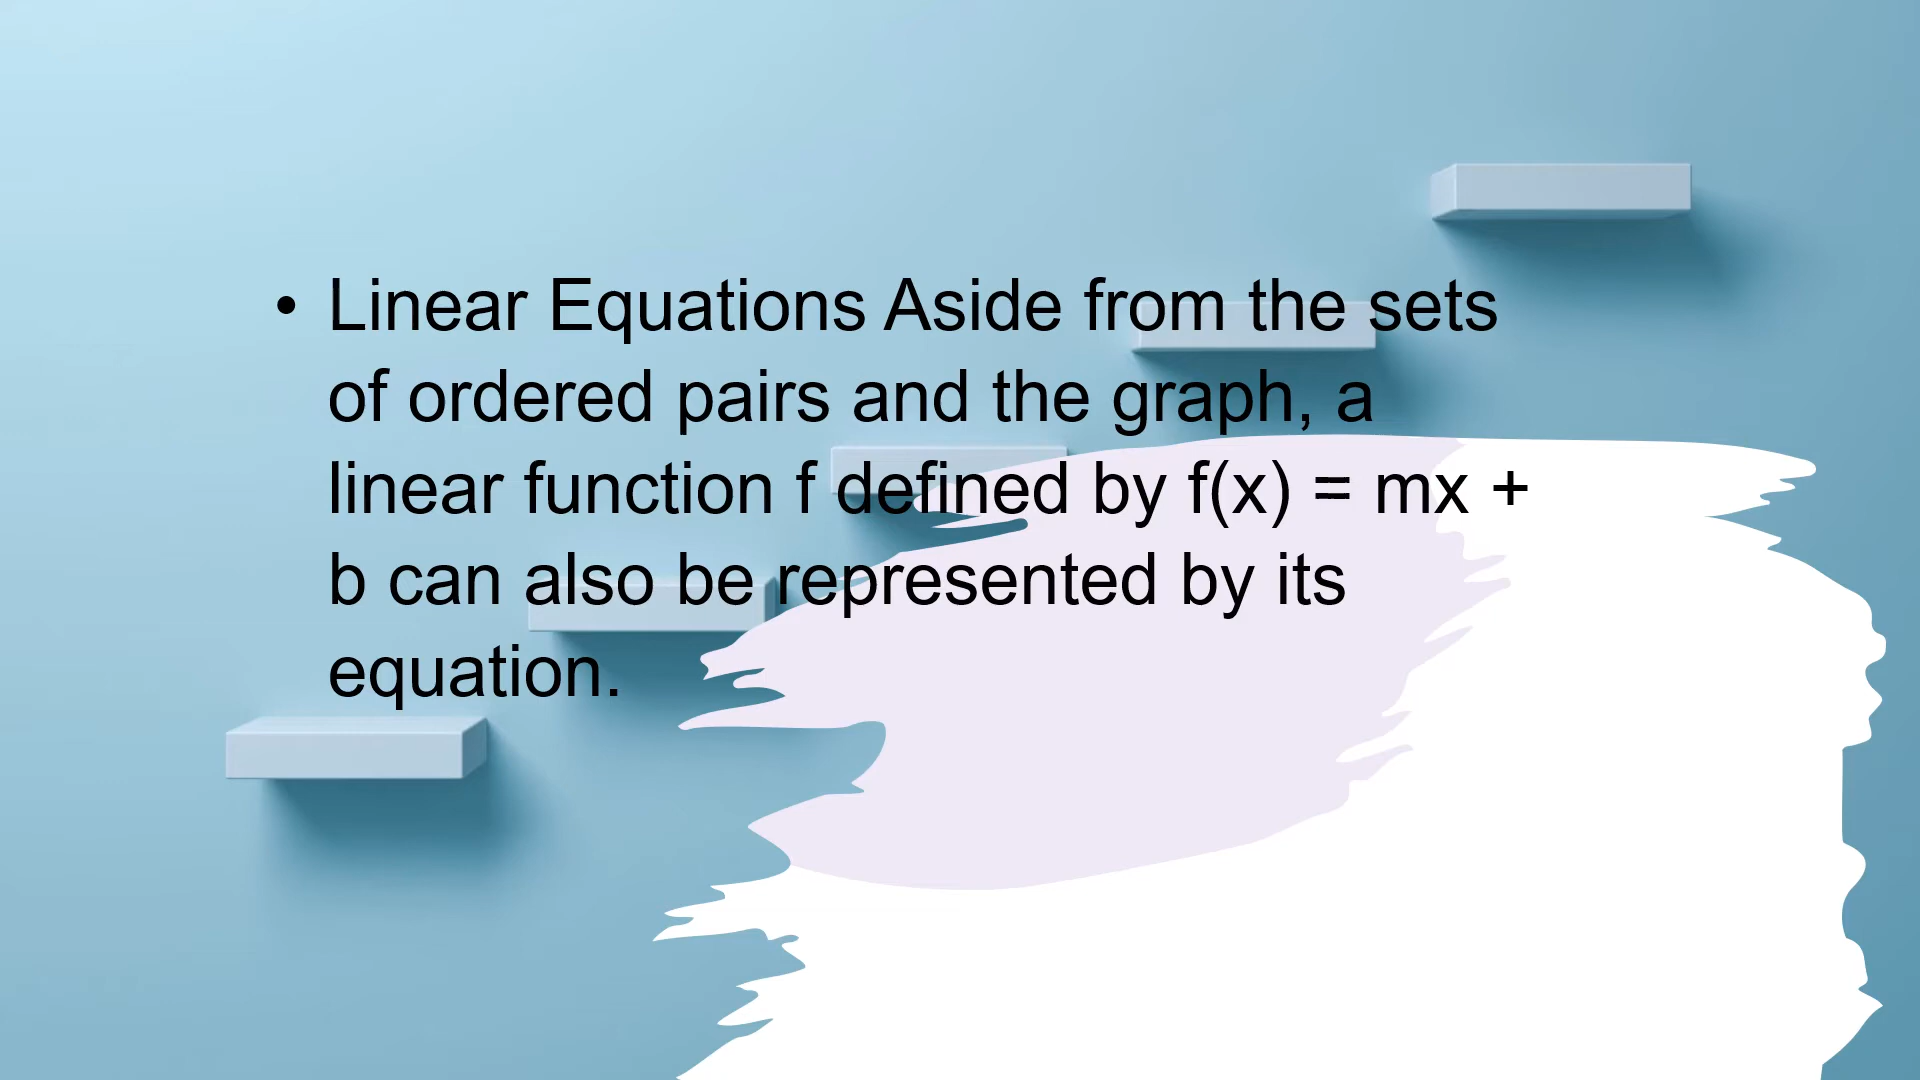 • Linear Equations Aside from the sets
of ordered pairs and the graph, a
linear function f defined by f(x) = mx +
b can also be represented by its
equation.